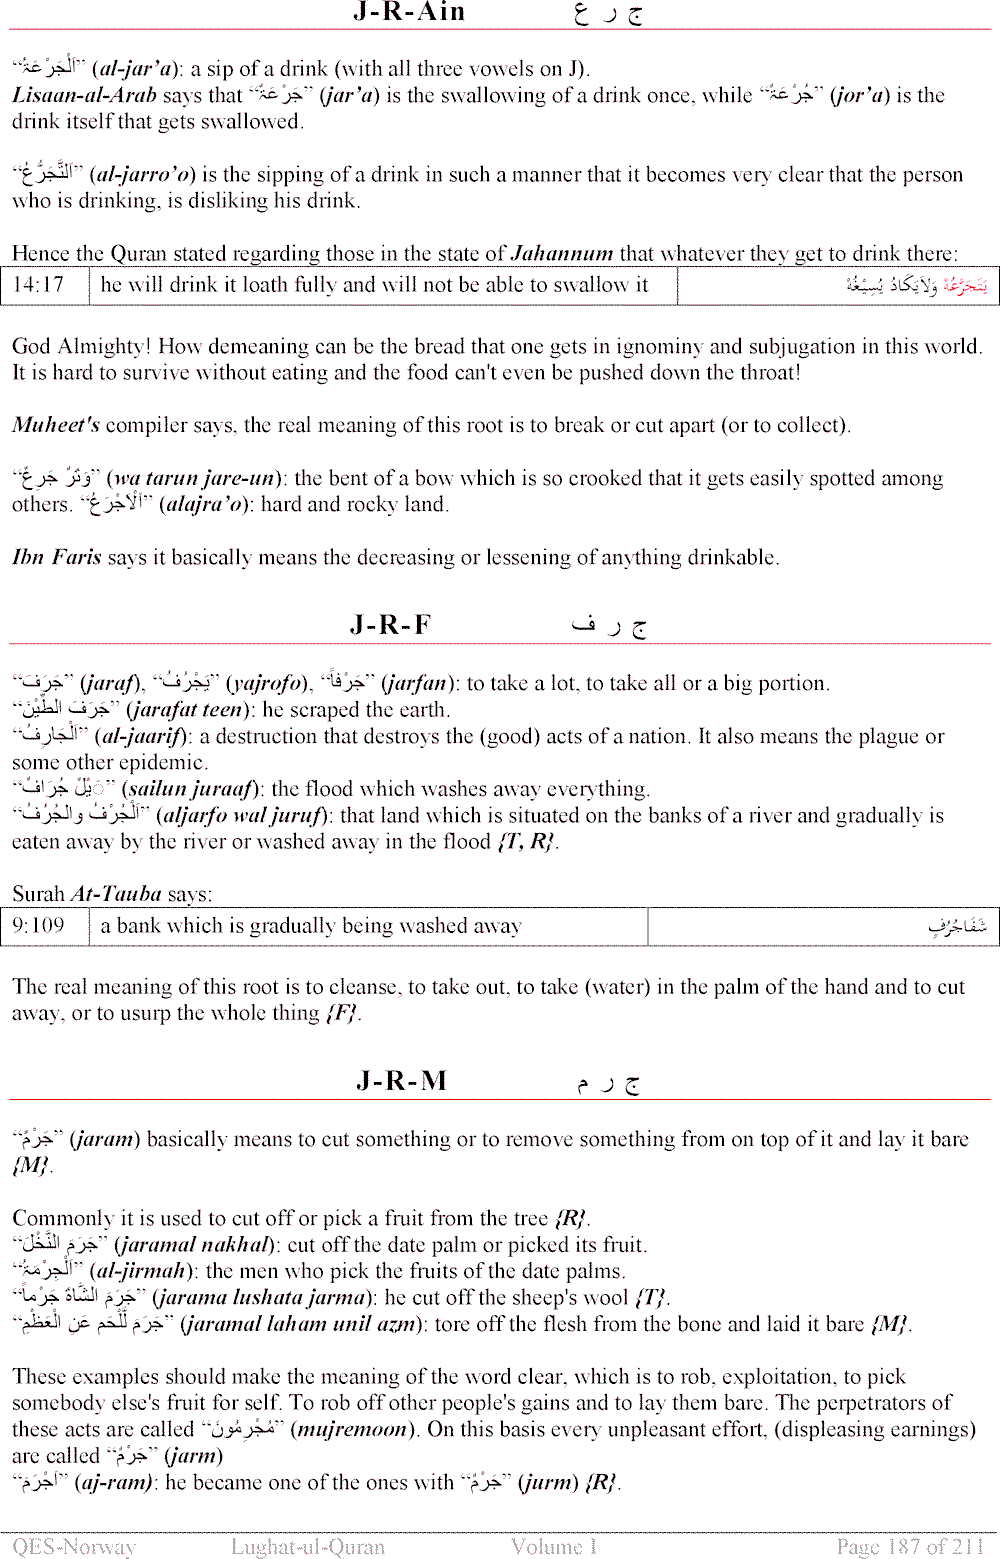 J-R-Ain ج ر ع
“اَلْجَرْعَۃُ” (al-jar’a): a sip of a drink (with all three vowels on J).
Lisaan-al-Arab says that “جَرْعَۃٌ” (jar’a) is the swallowing of a drink once, while “جُرْعَۃٌ” (jor’a) is the
drink itself that gets swallowed.
“اَلتَّجَرُّعُ” (al-jarro’o) is the sipping of a drink in such a manner that it becomes very clear that the person
who is drinking, is disliking his drink.
Hence the Quran stated regarding those in the state of Jahannum that whatever they get to drink there:
14:17 he will drink it loath fully and will not be able to swallow it يَتَجَرَّعُہٗ وَلَايَكَادُ يُسِيْغُہٗ
God Almighty! How demeaning can be the bread that one gets in ignominy and subjugation in this world.
It is hard to survive without eating and the food can't even be pushed down the throat!
Muheet's compiler says, the real meaning of this root is to break or cut apart (or to collect).
“وَتَرٌ جَرِعٌ” (wa tarun jare-un): the bent of a bow which is so crooked that it gets easily spotted among
others. “اَلْاَجْرَعُ” (alajra’o): hard and rocky land.
Ibn Faris says it basically means the decreasing or lessening of anything drinkable.
J-R-F ج ر ف
“جَرَفَ” (jaraf), “يَجْرُفُ” (yajrofo), “جَرْفاً” (jarfan): to take a lot, to take all or a big portion.
“جَرَفَ الطِّيْنَ” (jarafat teen): he scraped the earth.
“اَلْجَارِفُ” (al-jaarif): a destruction that destroys the (good) acts of a nation. It also means the plague or
some other epidemic.
“َيْلٌ جُرَافٌ” (sailun juraaf): the flood which washes away everything.
“اَلْجُرْفُ والجُرُفُ” (aljarfo wal juruf): that land which is situated on the banks of a river and gradually is
eaten away by the river or washed away in the flood {T, R}.
Surah At-Tauba says:
9:109 a bank which is gradually being washed away شَفَاجُرُفٍ
The real meaning of this root is to cleanse, to take out, to take (water) in the palm of the hand and to cut
away, or to usurp the whole thing {F}.
J-R-M ج ر م
“جَرْمٌ” (jaram) basically means to cut something or to remove something from on top of it and lay it bare
{M}.
Commonly it is used to cut off or pick a fruit from the tree {R}.
“جَرَمَ النَّخْلَ” (jaramal nakhal): cut off the date palm or picked its fruit.
“اَلْجِرْمَۃُ” (al-jirmah): the men who pick the fruits of the date palms.
“جَرَمَ الشَّاۃَ جَرْماً” (jarama lushata jarma): he cut off the sheep's wool {T}.
“جَرَمَ لَّلحَم عَنِ الْعَظْمِ” (jaramal laham unil azm): tore off the flesh from the bone and laid it bare {M}.
These examples should make the meaning of the word clear, which is to rob, exploitation, to pick
somebody else's fruit for self. To rob off other people's gains and to lay them bare. The perpetrators of
these acts are called “مُجْرِمُونَ” (mujremoon). On this basis every unpleasant effort, (displeasing earnings)
are called “جَرْمٌ” (jarm)
“اَجْرَمَ” (aj-ram): he became one of the ones with “جَرْمٌ” (jurm) {R}.
QES-Norway Lughat-ul-Quran Volume I Page 187 of 211